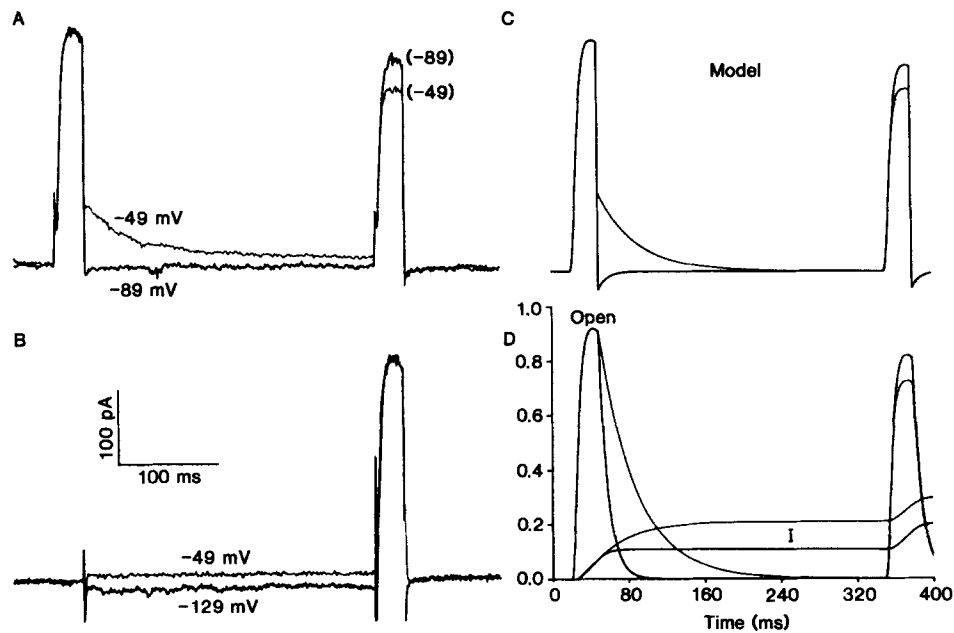 A
(−89)
(−49)
−49 mV
−89 mV
B
100 pA
100 ms
−49 mV
−129 mV
C
Model
D
Open
1.0
0.8
0.6
0.4
0.2
0.0
I
0
80
160
240
320
400
Time (ms)